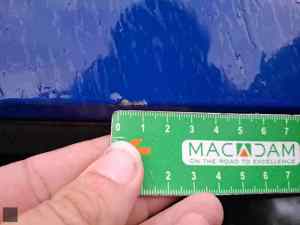 0 1 2 3 4 5 6 7
MACADAM
ON THE ROAD TO EXCELLENCE
2 3 4 5 6 7